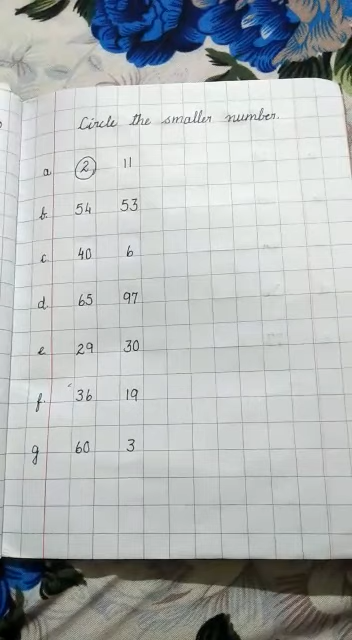 Circle the smaller number.
a 2 11
b. 54 53
c. 40 6
d. 65 97
e 29 30
f. 36 19
g 60 3